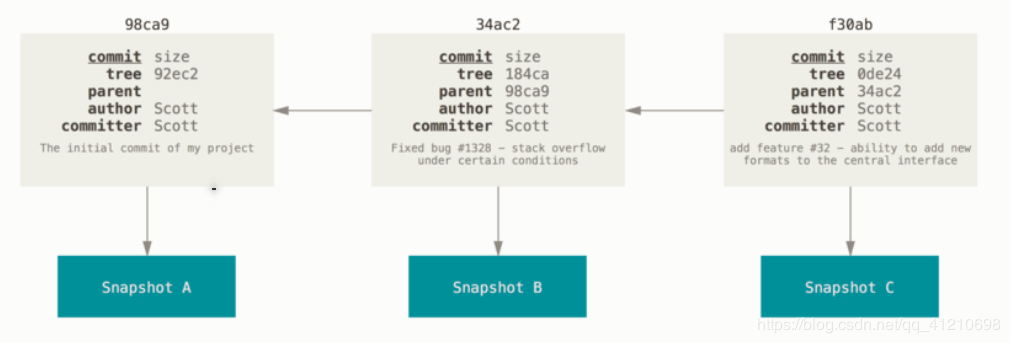 98ca9
commit size
tree 92ec2
parent
author Scott
committer Scott
The initial commit of my project
Snapshot A
34ac2
commit size
tree 184ca
parent 98ca9
author Scott
committer Scott
Fixed bug #1328 – stack overflow
under certain conditions
Snapshot B
f30ab
commit size
tree 0de24
parent 34ac2
author Scott
committer Scott
add feature #32 – ability to add new
formats to the central interface
Snapshot C
https://blog.csdn.net/qq_41210698